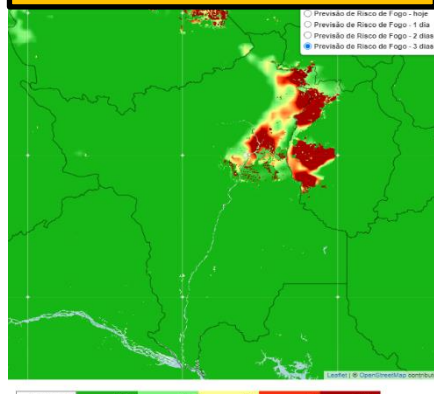 Previsão de Risco de Fogo - hoje
Previsão de Risco de Fogo - 1 dia
Previsão de Risco de Fogo - 2 dias
Previsão de Risco de Fogo - 3 dias
Leaflet | © OpenStreetMap contribu